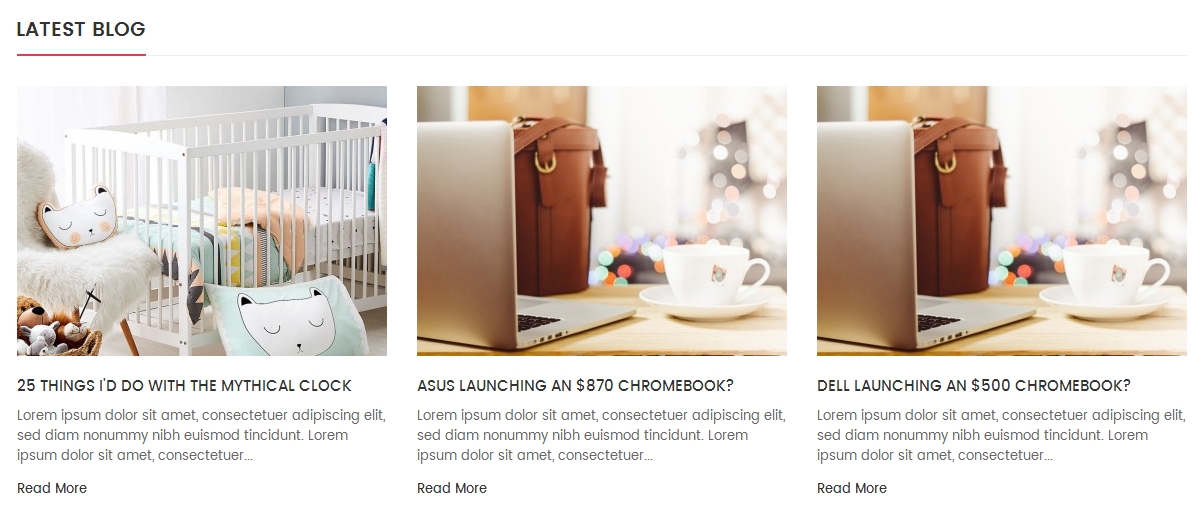 LATEST BLOG
25 THINGS I'D DO WITH THE MYTHICAL CLOCK
Lorem ipsum dolor sit amet, consectetuer adipiscing elit,
sed diam nonummy nibh euismod tincidunt. Lorem
ipsum dolor sit amet, consectetuer...
Read More
ASUS LAUNCHING AN $870 CHROMEBOOK?
Lorem ipsum dolor sit amet, consectetuer adipiscing elit,
sed diam nonummy nibh euismod tincidunt. Lorem
ipsum dolor sit amet, consectetuer...
Read More
DELL LAUNCHING AN $500 CHROMEBOOK?
Lorem ipsum dolor sit amet, consectetuer adipiscing elit,
sed diam nonummy nibh euismod tincidunt. Lorem
ipsum dolor sit amet, consectetuer...
Read More